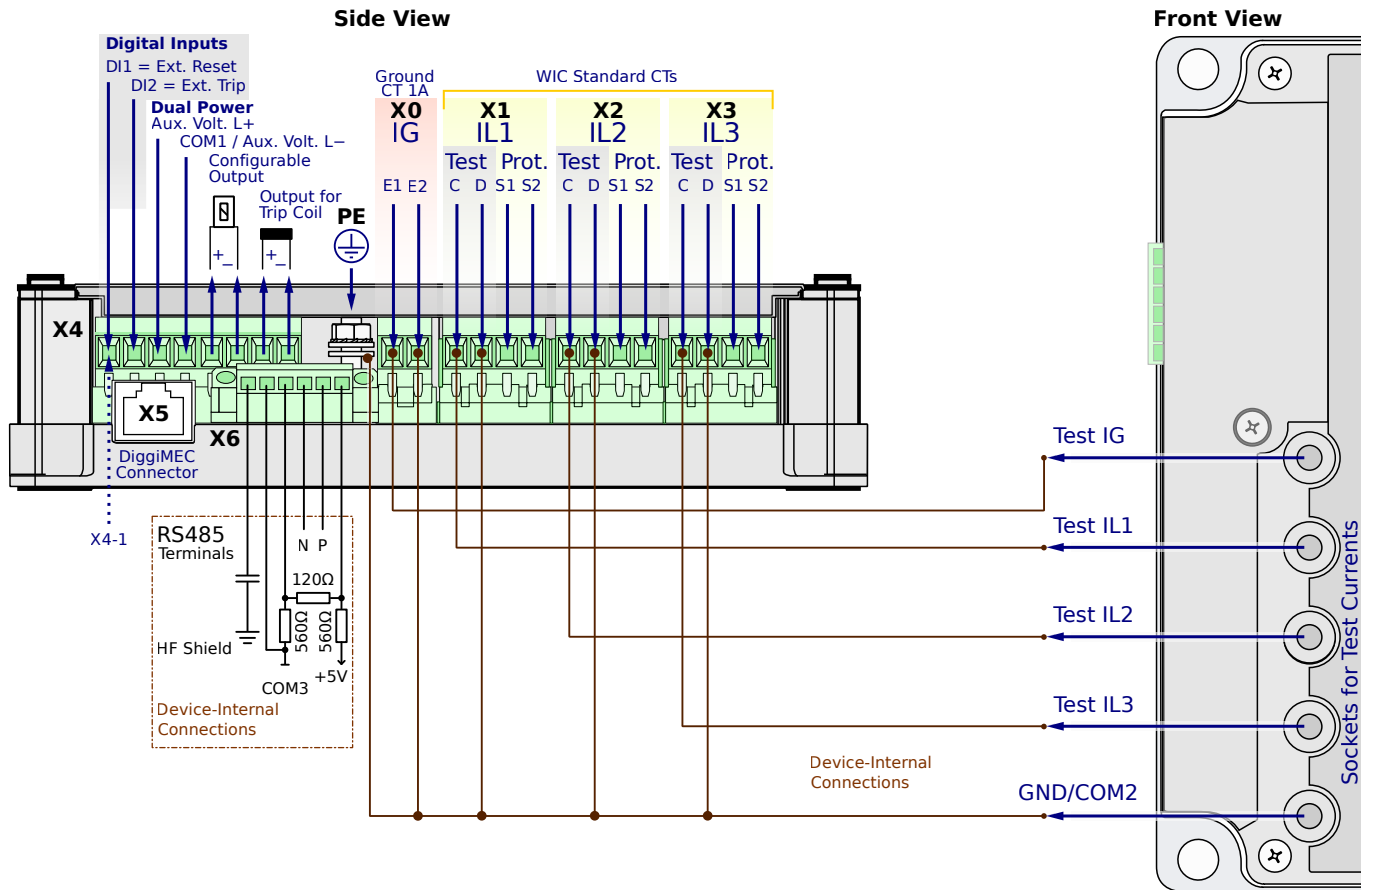 Side View
Front View
Digital Inputs
DI1 = Ext. Reset
DI2 = Ext. Trip
Dual Power
Aux. Volt. L+
COM1 / Aux. Volt. L−
Configurable
Output
+
−
Output for
Trip Coil
+
−
PE
Ground
CT 1A
X0
IG
E1 E2
WIC Standard CTs
X1
IL1
Test Prot.
C D S1 S2
X2
IL2
Test Prot.
C D S1 S2
X3
IL3
Test Prot.
C D S1 S2
X4
X5
X6
DiggiMEC
Connector
X4-1
RS485
Terminals
N P
120Ω
560Ω
560Ω
HF Shield
+5V
COM3
Device-Internal
Connections
Test IG
Test IL1
Test IL2
Test IL3
GND/COM2
Device-Internal
Connections
Sockets for Test Currents